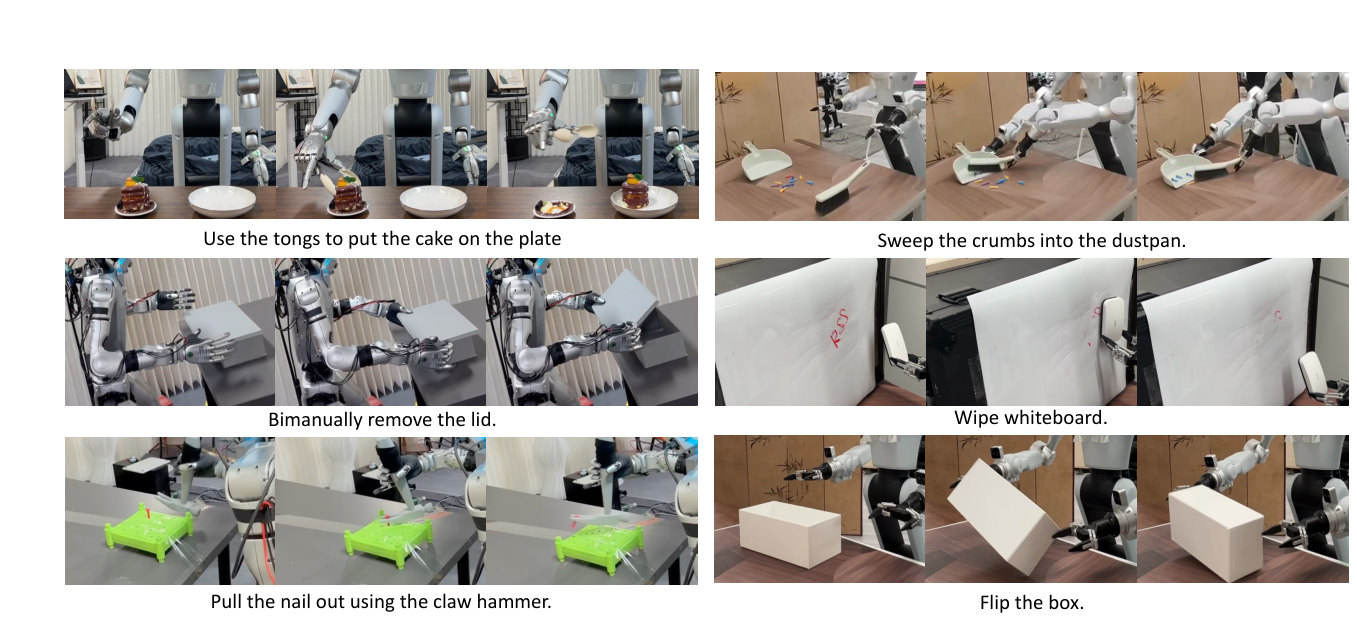 Use the tongs to put the cake on the plate
Sweep the crumbs into the dustpan.
RSS
Bimanually remove the lid.
Wipe whiteboard.
Pull the nail out using the claw hammer.
Flip the box.